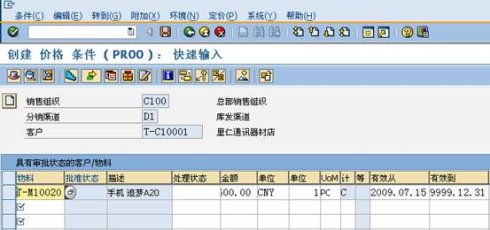 条件(C) 编辑(E) 转到(G) 附加(X) 环境(N) 定价(P) 系统(Y) 帮助(H)
创建 价格 条件 (PR00): 快速输入
销售组织 C100 总部销售组织
分销渠道 D1 库发渠道
客户 T-C10001 里仁通讯器材店
具有审批状态的客户/物料
物料 批准状态 描述 处理状态 金额 单位 单位 UoM 计 等 有效从 有效到
T-M10020 手机 追梦A20 500.00 CNY 1 PC C 2009.07.15 9999.12.31